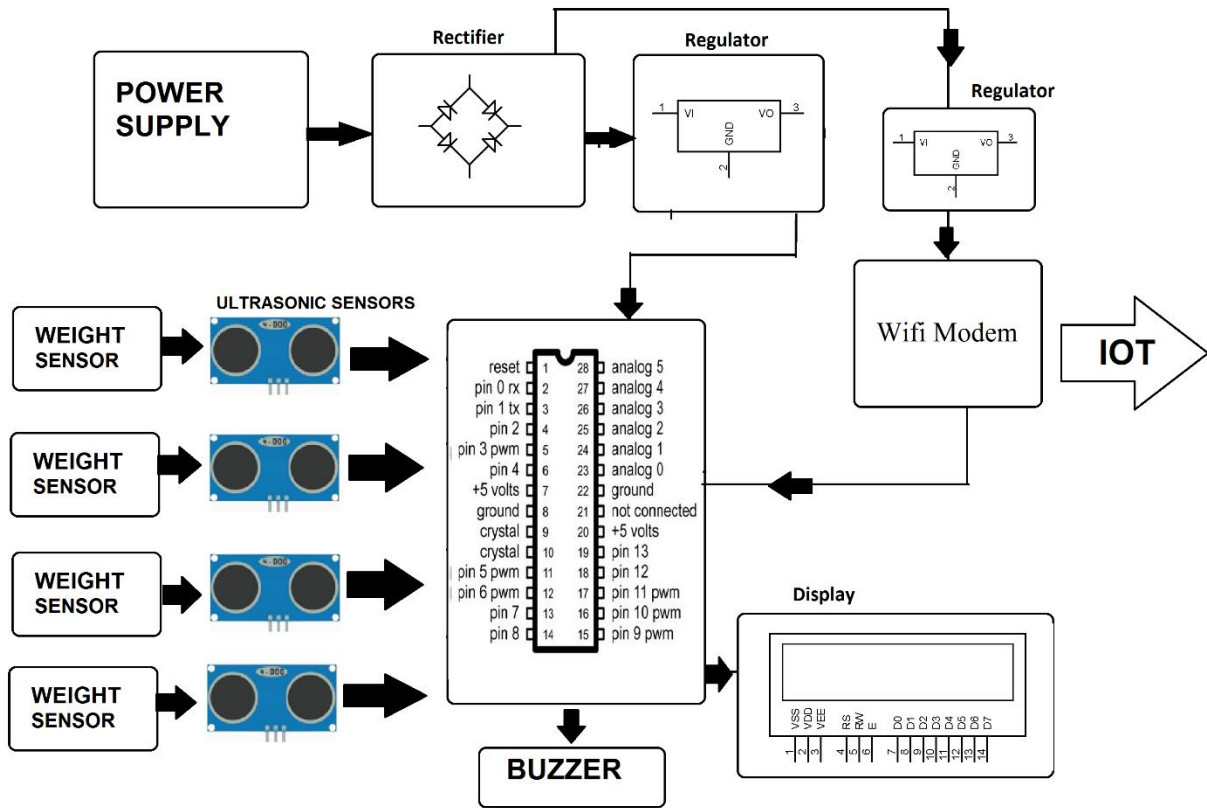 Rectifier
Regulator
POWER
SUPPLY
1
VI
VO
3
GND
2
Regulator
1
VI
VO
3
GND
2
ULTRASONIC SENSORS
WEIGHT
SENSOR
WEIGHT
SENSOR
WEIGHT
SENSOR
WEIGHT
SENSOR
Wifi Modem
IOT
reset 1 28 analog 5
pin 0 rx 2 27 analog 4
pin 1 tx 3 26 analog 3
pin 2 4 25 analog 2
pin 3 pwm 5 24 analog 1
pin 4 6 23 analog 0
+5 volts 7 22 ground
ground 8 21 not connected
crystal 9 20 +5 volts
crystal 10 19 pin 13
pin 5 pwm 11 18 pin 12
pin 6 pwm 12 17 pin 11 pwm
pin 7 13 16 pin 10 pwm
pin 8 14 15 pin 9 pwm
Display
VSS VDD VEE RS RW E D0 D1 D2 D3 D4 D5 D6 D7
1 2 3 4 5 6 7 8 9 10 11 12 13 14
BUZZER